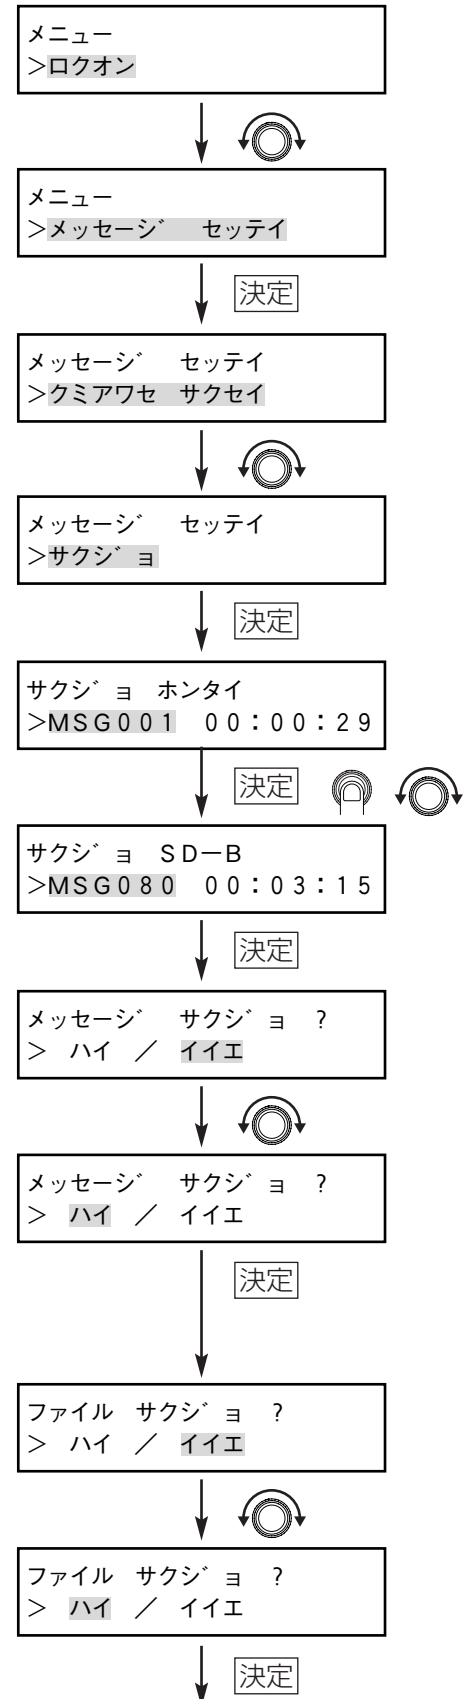 メニュー
>ロクオン
メニュー
>メッセージ セッテイ
決定
メッセージ セッテイ
>クミアワセ サクセイ
メッセージ セッテイ
>サクジョ
決定
サクジョ ホンタイ
>MSG001 00:00:29
決定
サクジョ SDーB
>MSG080 00:03:15
決定
メッセージ サクジョ ?
> ハイ / イイエ
メッセージ サクジョ ?
> ハイ / イイエ
決定
ファイル サクジョ ?
> ハイ / イイエ
ファイル サクジョ ?
> ハイ / イイエ
決定